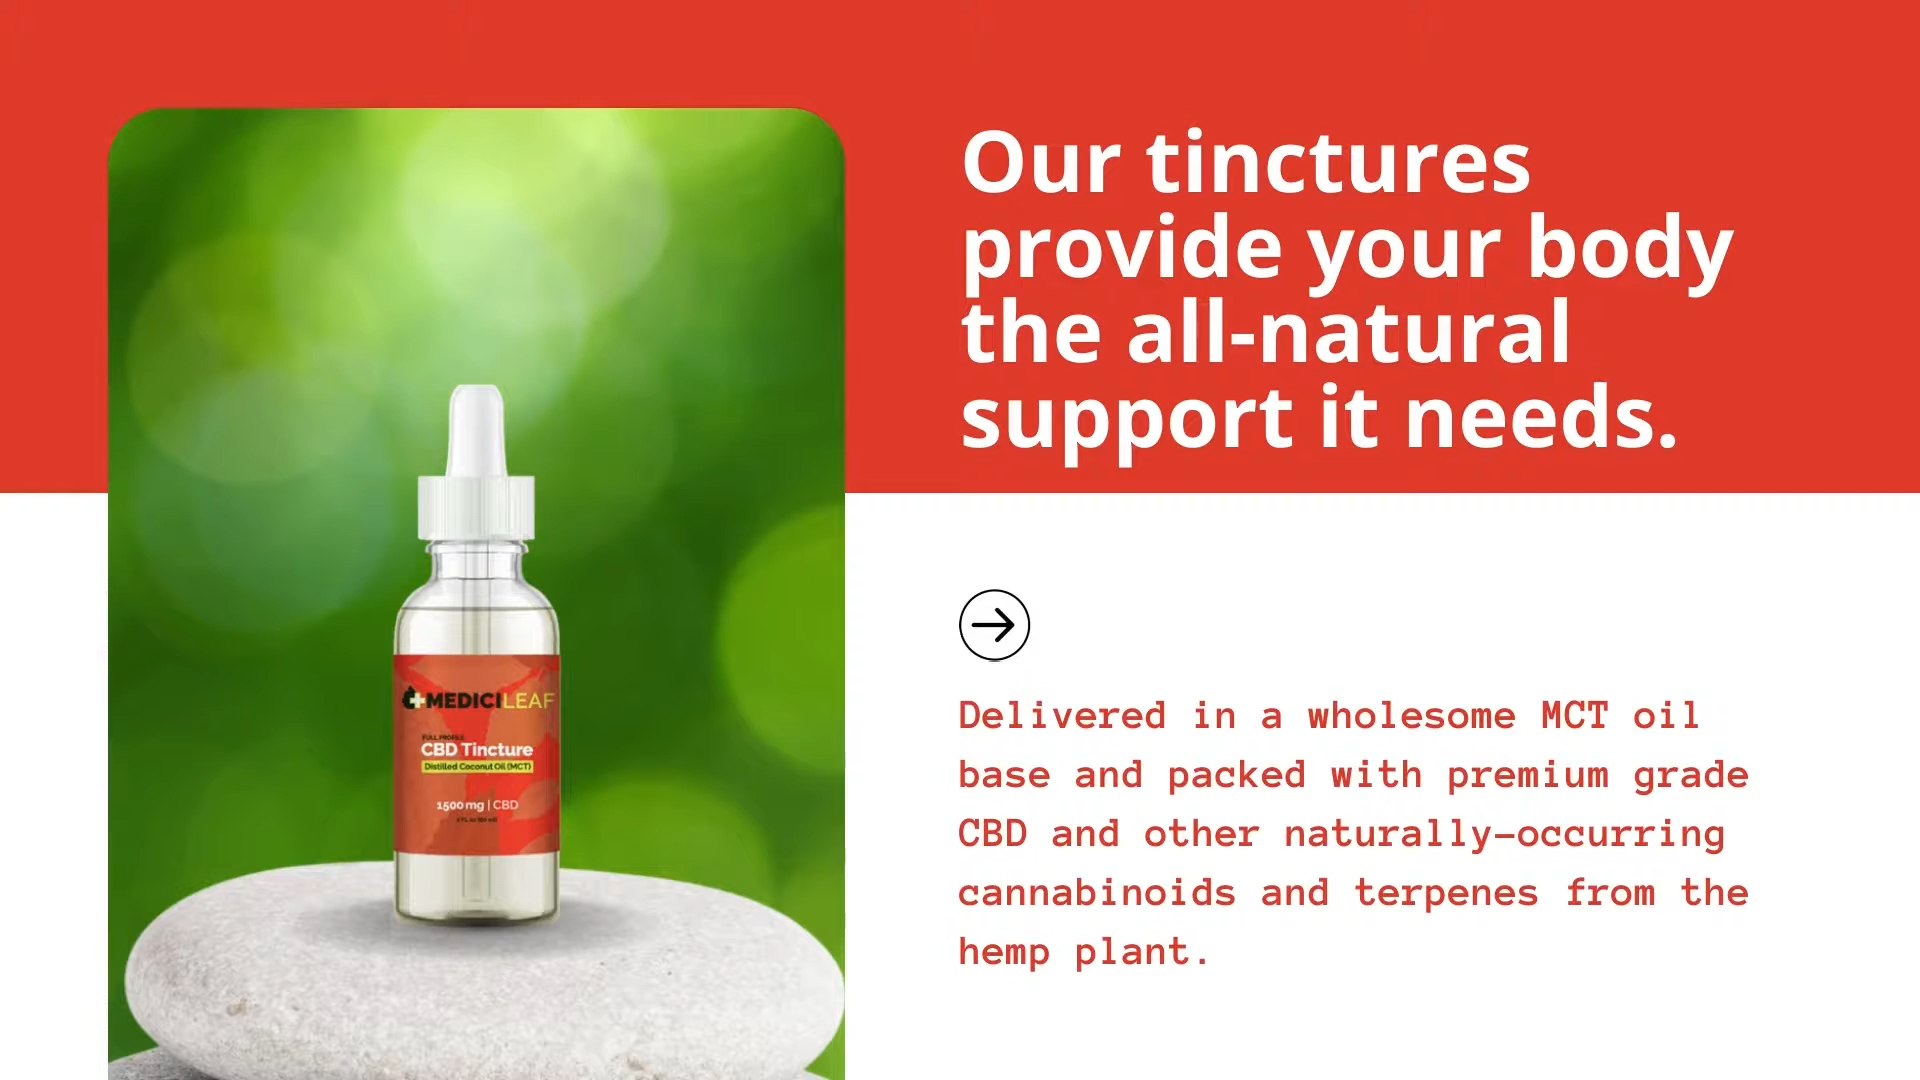 Our tinctures
provide your body
the all-natural
support it needs.
Delivered in a wholesome MCT oil
base and packed with premium grade
CBD and other naturally-occurring
cannabinoids and terpenes from the
hemp plant.
MEDICILEAF
FULL PROFILE
CBD Tincture
Distilled Coconut Oil (MCT)
1500 mg | CBD